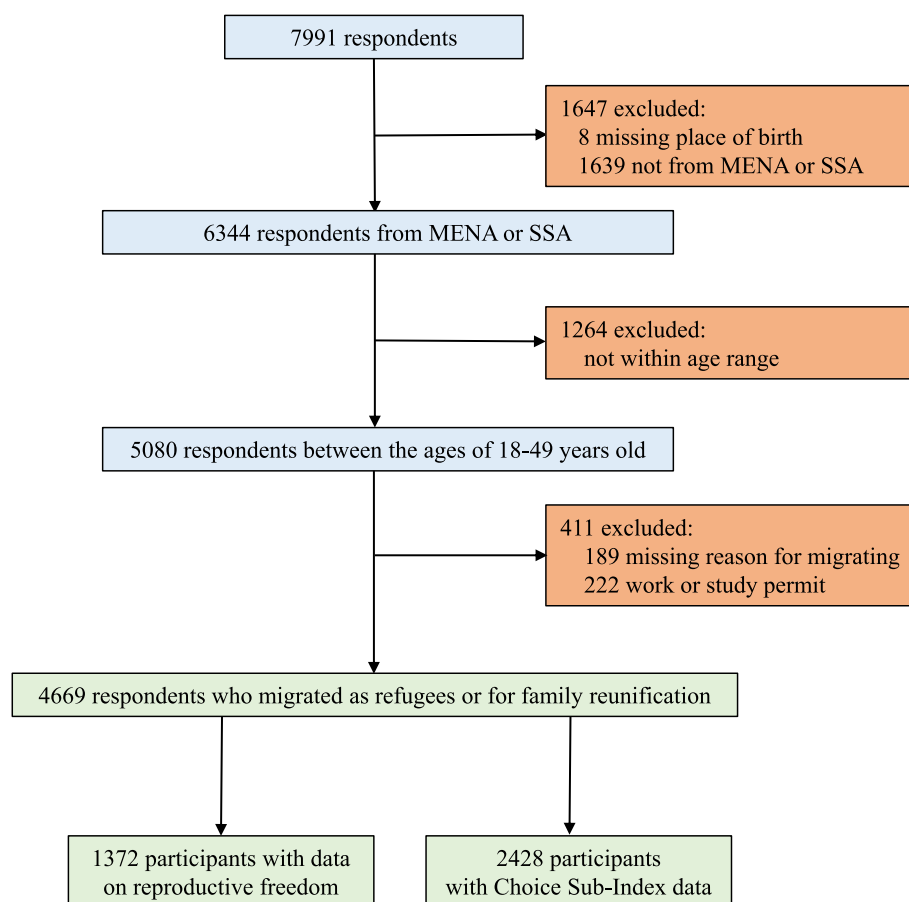 7991 respondents
1647 excluded:
8 missing place of birth
1639 not from MENA or SSA
6344 respondents from MENA or SSA
1264 excluded:
not within age range
5080 respondents between the ages of 18-49 years old
411 excluded:
189 missing reason for migrating
222 work or study permit
4669 respondents who migrated as refugees or for family reunification
1372 participants with data
on reproductive freedom
2428 participants
with Choice Sub-Index data